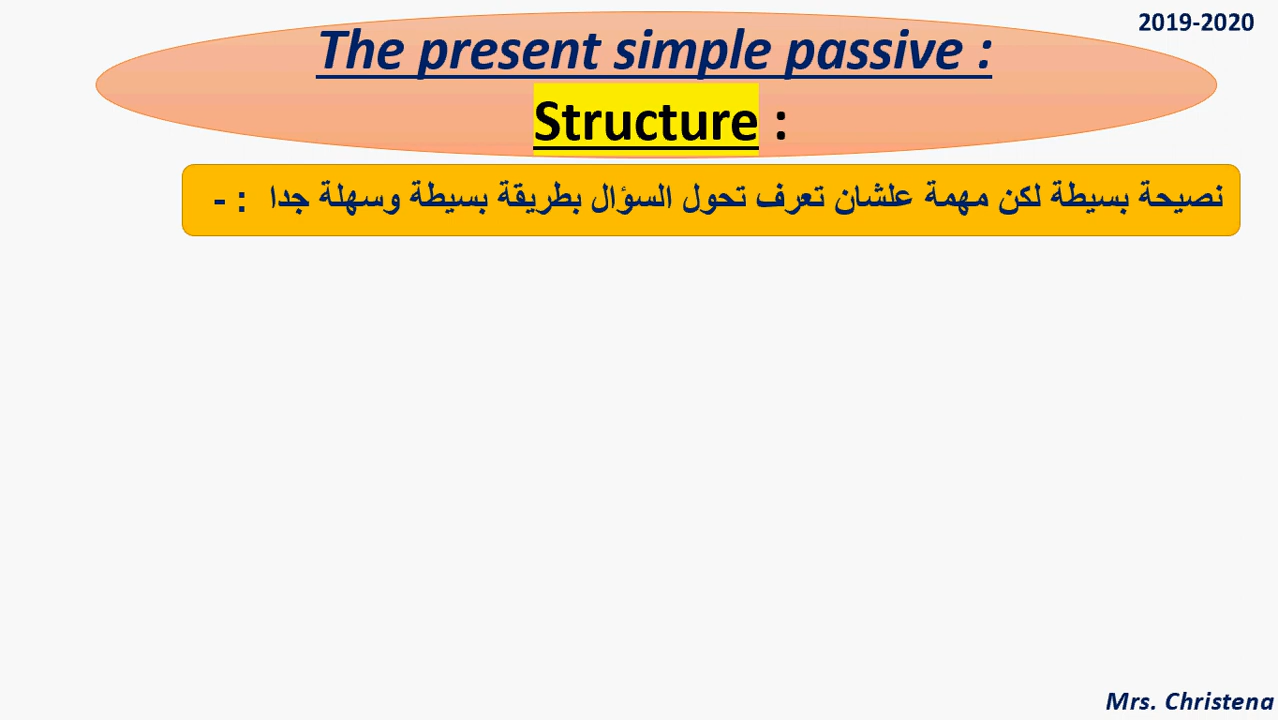 2019-2020
The present simple passive :
Structure :
نصيحة بسيطة لكن مهمة علشان تعرف تحول السؤال بطريقة بسيطة وسهلة جدا : -
Mrs. Christena